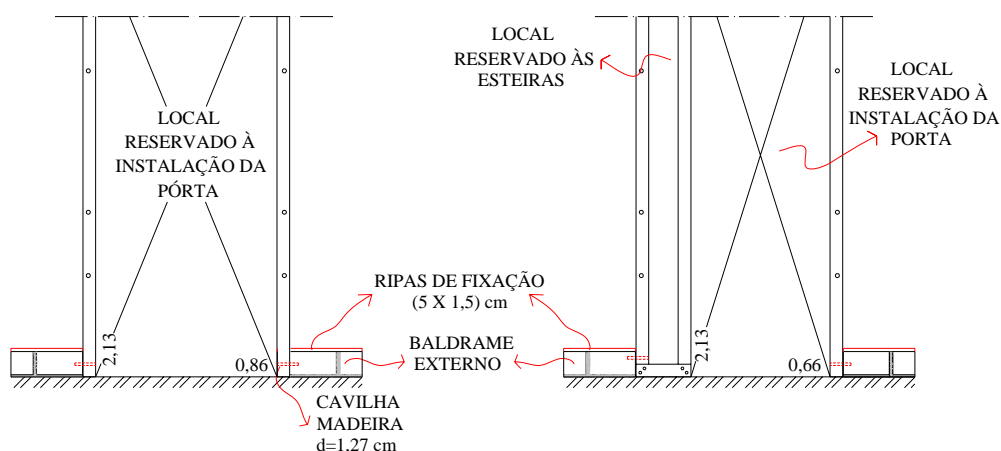 LOCAL
RESERVADO À
INSTALAÇÃO DA
PÓRTA
2,13
0,86
RIPAS DE FIXAÇÃO
(5 X 1,5) cm
BALDRAME
EXTERNO
CAVILHA
MADEIRA
d=1,27 cm
LOCAL
RESERVADO ÀS
ESTEIRAS
LOCAL
RESERVADO À
INSTALAÇÃO DA
PORTA
2,13
0,66